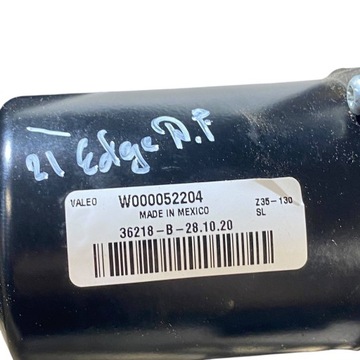 21 Edge D.F
VALEO W000052204 Z35-130
MADE IN MEXICO SL
36218-B-28.10.20